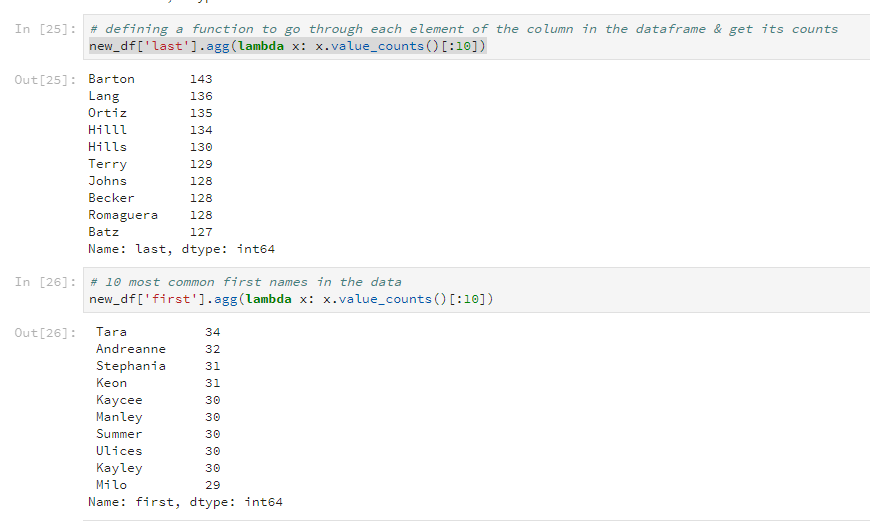 In [25]: # defining a function to go through each element of the column in the dataframe & get its counts
new_df['last'].agg(lambda x: x.value_counts()[:10])
Out[25]: Barton 143
Lang 136
Ortiz 135
Hilll 134
Hills 130
Terry 129
Johns 128
Becker 128
Romaguera 128
Batz 127
Name: last, dtype: int64
In [26]: # 10 most common first names in the data
new_df['first'].agg(lambda x: x.value_counts()[:10])
Out[26]: Tara 34
Andreanne 32
Stephania 31
Keon 31
Kaycee 30
Manley 30
Summer 30
Ulices 30
Kayley 30
Milo 29
Name: first, dtype: int64